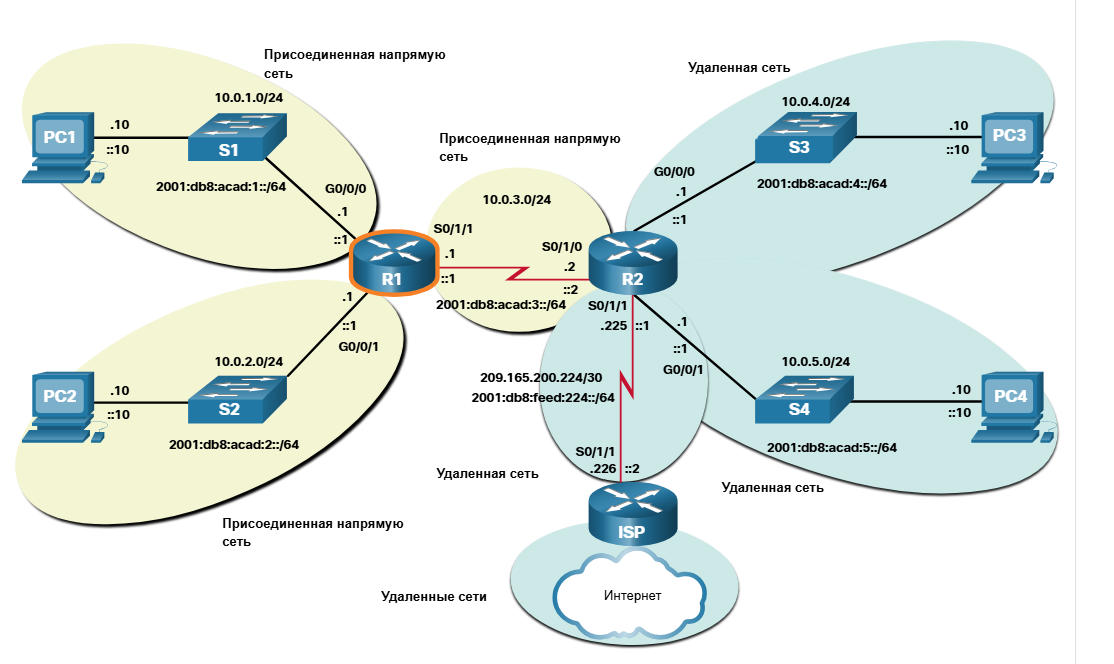 Присоединенная напрямую
сеть
10.0.1.0/24
PC1
.10
::10
S1
2001:db8:acad:1::/64
G0/0/0
.1
::1
Присоединенная напрямую
сеть
10.0.3.0/24
S0/1/1
.1
::1
R1
S0/1/0
.2
::2
2001:db8:acad:3::/64
R2
Удаленная сеть
10.0.4.0/24
S3
.10
::10
PC3
2001:db8:acad:4::/64
G0/0/0
.1
::1
.1
::1
G0/0/1
10.0.2.0/24
PC2
.10
::10
S2
2001:db8:acad:2::/64
Присоединенная напрямую
сеть
S0/1/1
.225
::1
209.165.200.224/30
2001:db8:feed:224::/64
S0/1/1
.226
::2
Удаленная сеть
.1
::1
G0/0/1
10.0.5.0/24
S4
.10
::10
PC4
2001:db8:acad:5::/64
Удаленная сеть
ISP
Удаленные сети
Интернет